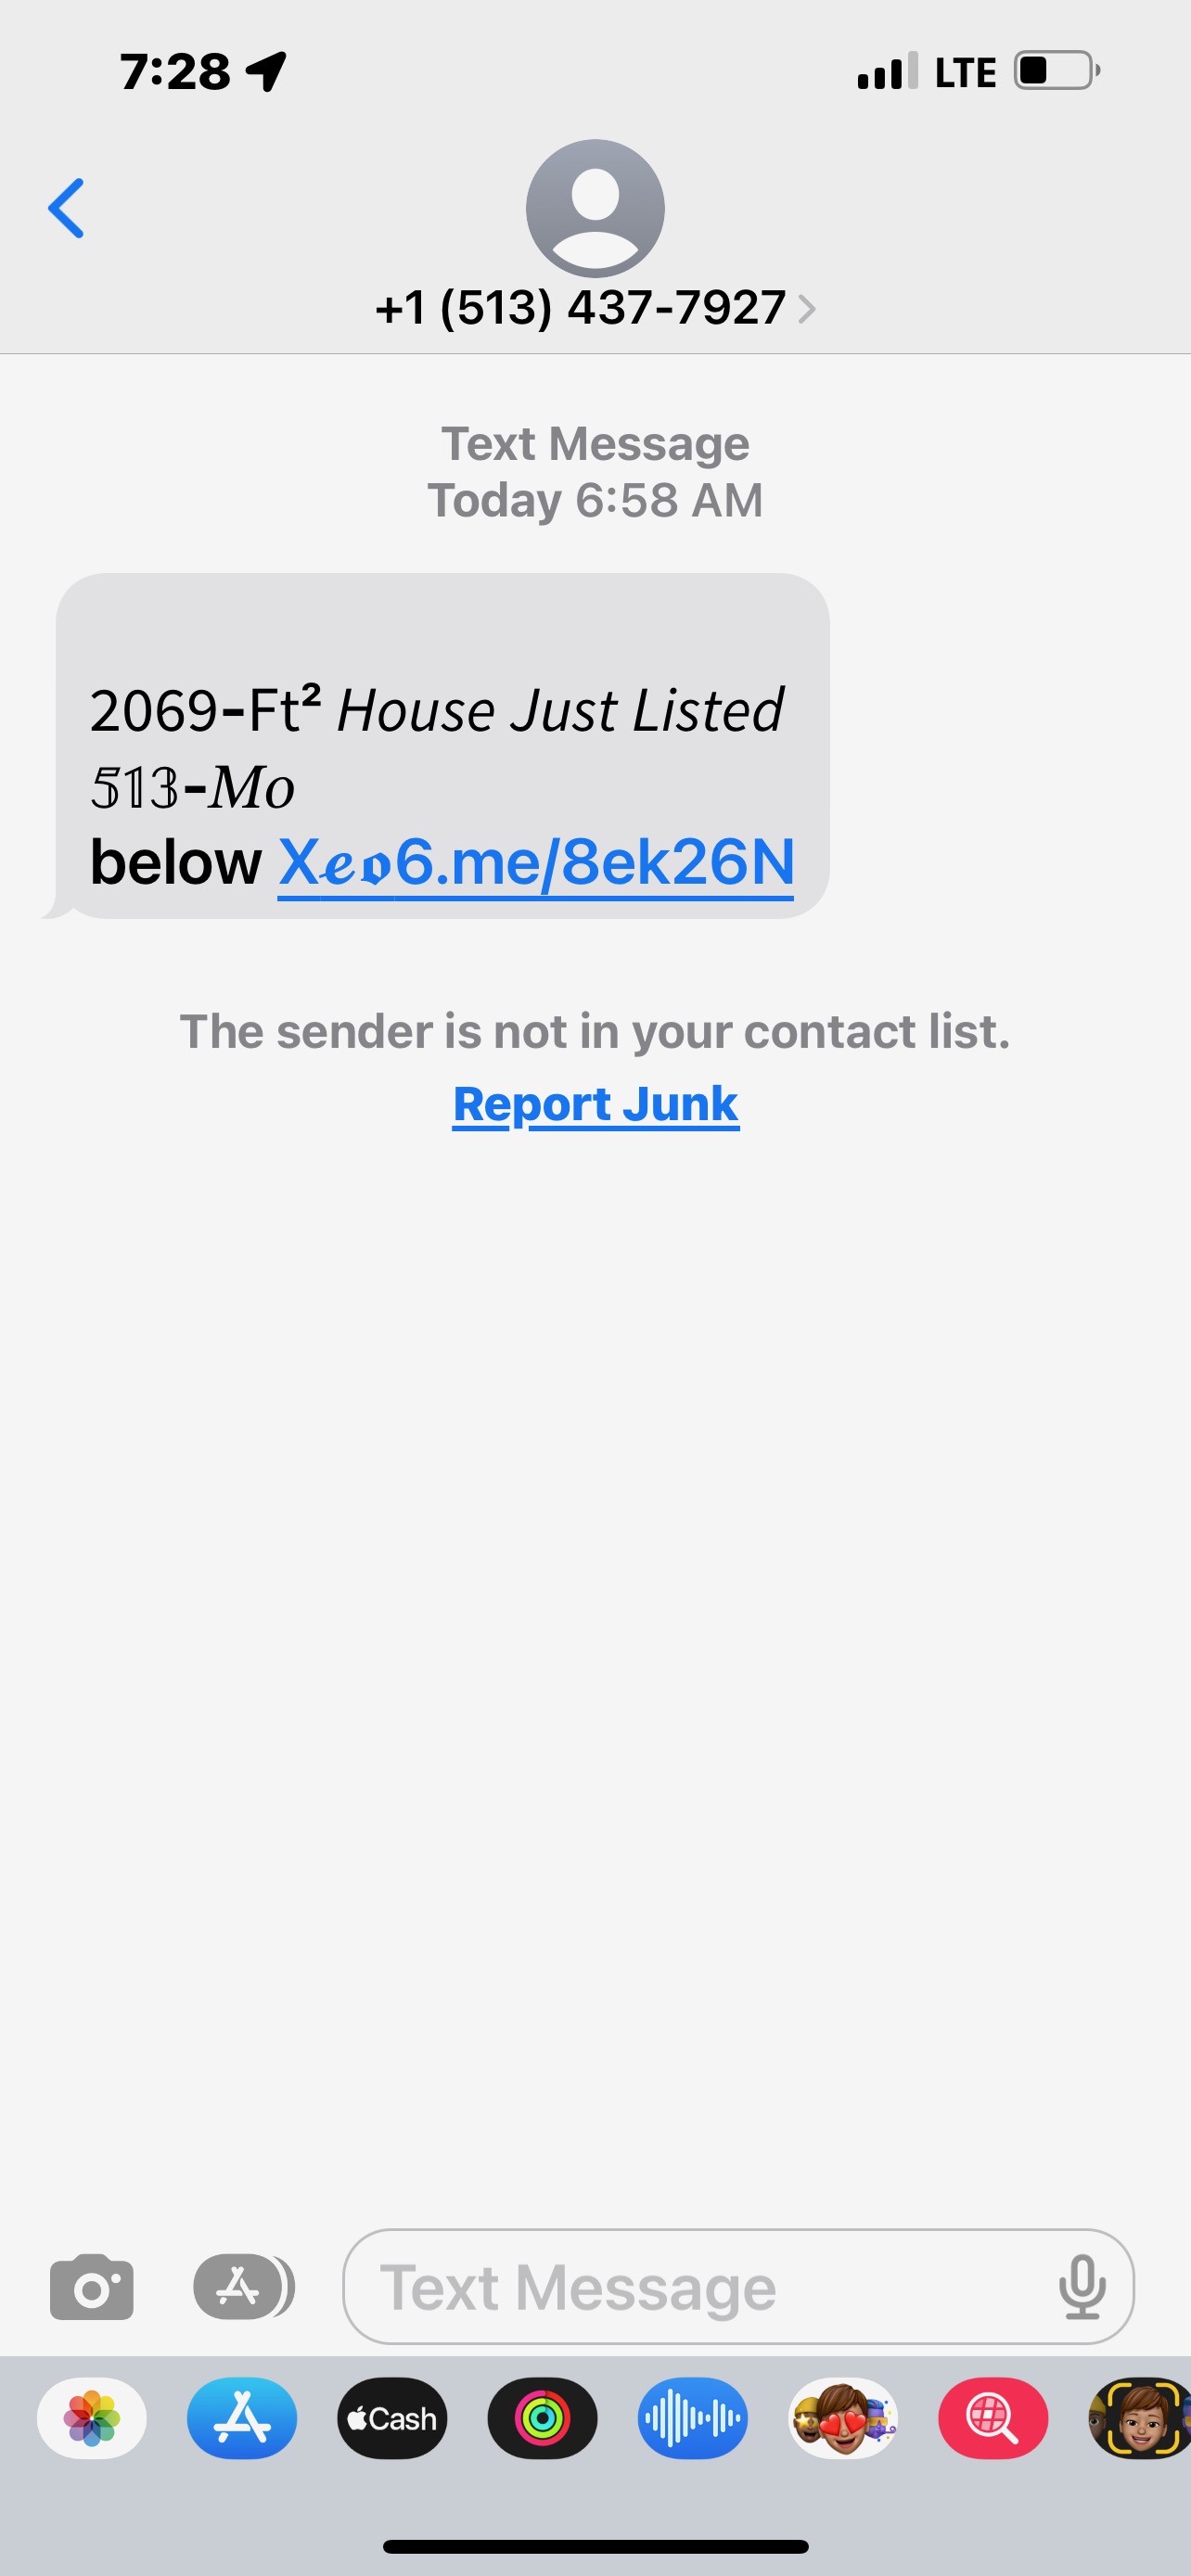 7:28 LTE
+1 (513) 437-7927
Text Message
Today 6:58 AM
2069-Ft² House Just Listed
𝟝𝟙𝟛-𝑀𝑜
below X𝓮𝖔6.me/8ek26N
The sender is not in your contact list.
Report Junk
Text Message
Cash